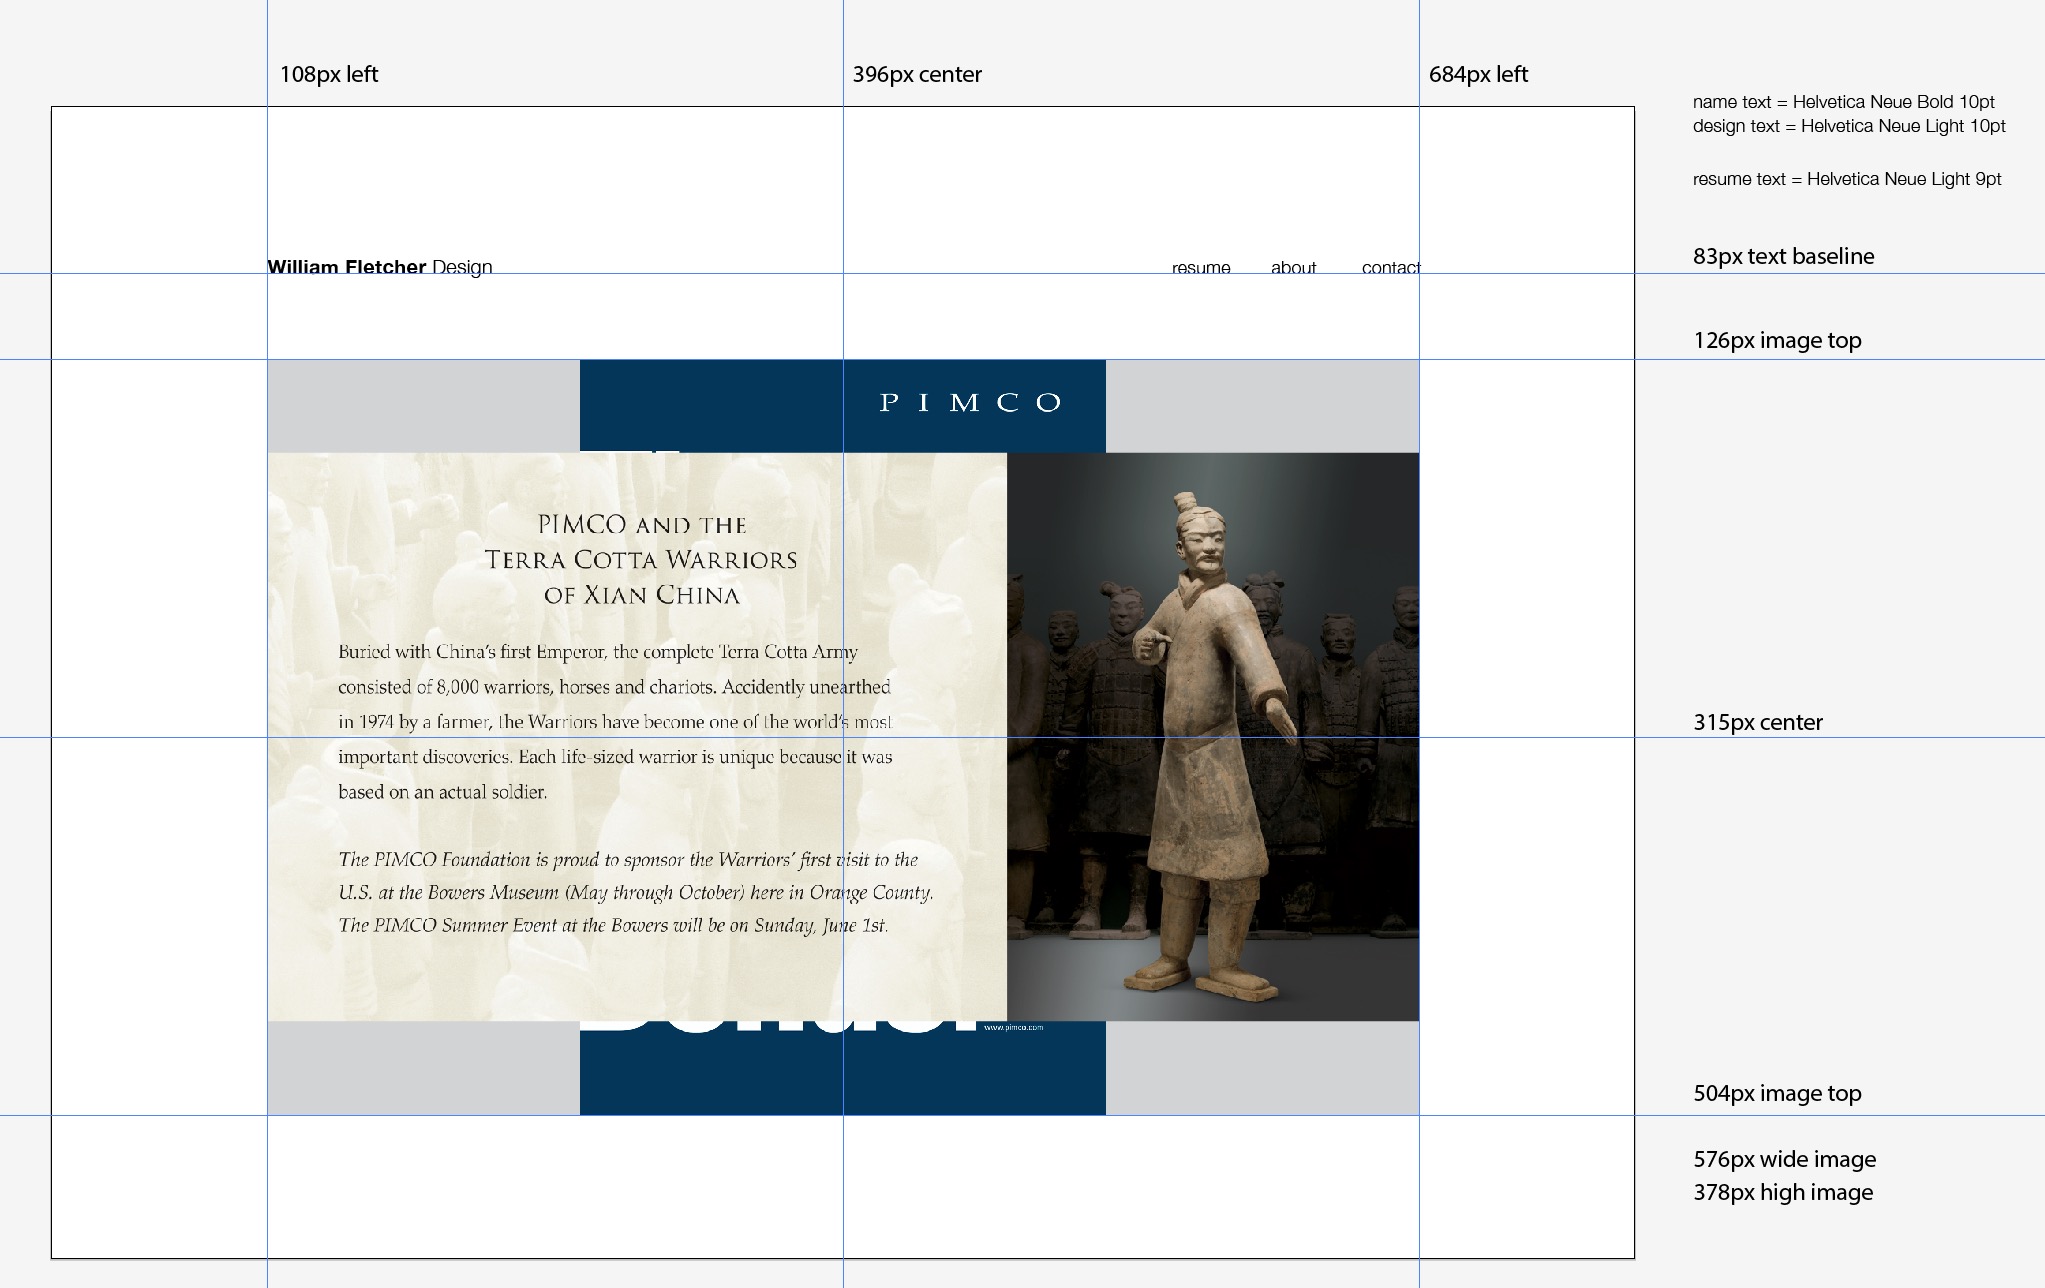 108px left
396px center
684px left
name text = Helvetica Neue Bold 10pt
design text = Helvetica Neue Light 10pt
resume text = Helvetica Neue Light 9pt
83px text baseline
William Fletcher Design
resume about contact
126px image top
PIMCO
PIMCO AND THE
TERRA COTTA WARRIORS
OF XIAN CHINA
Buried with China's first Emperor, the complete Terra Cotta Army
consisted of 8,000 warriors, horses and chariots. Accidently unearthed
in 1974 by a farmer, the Warriors have become one of the world's most
315px center
important discoveries. Each life-sized warrior is unique because it was
based on an actual soldier.
The PIMCO Foundation is proud to sponsor the Warriors' first visit to the
U.S. at the Bowers Museum (May through October) here in Orange County.
The PIMCO Summer Event at the Bowers will be on Sunday, June 1st.
www.pimco.com
504px image top
576px wide image
378px high image